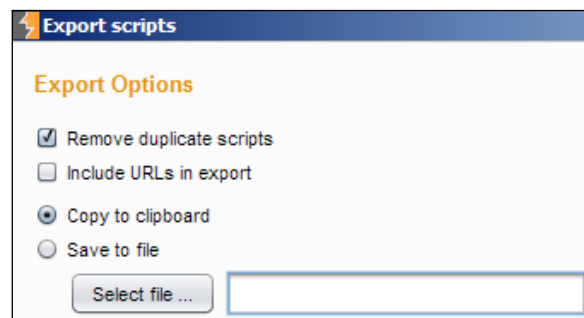 Export scripts
Export Options
Remove duplicate scripts
Include URLs in export
Copy to clipboard
Save to file
Select file ...